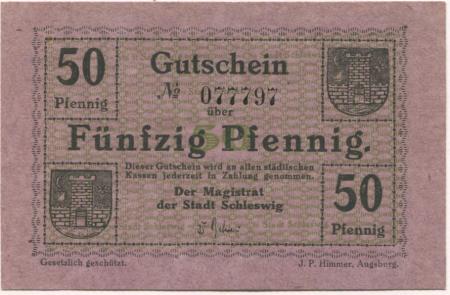 50
Pfennig
Gutschein
№ 077797
über
Fünfzig Pfennig.
Dieser Gutschein wird an allen städtischen
Kassen jederzeit in Zahlung genommen.
Der Magistrat
der Stadt Schleswig
50
Pfennig
Gesetzlich geschützt.
J. P. Himmer, Augsburg.